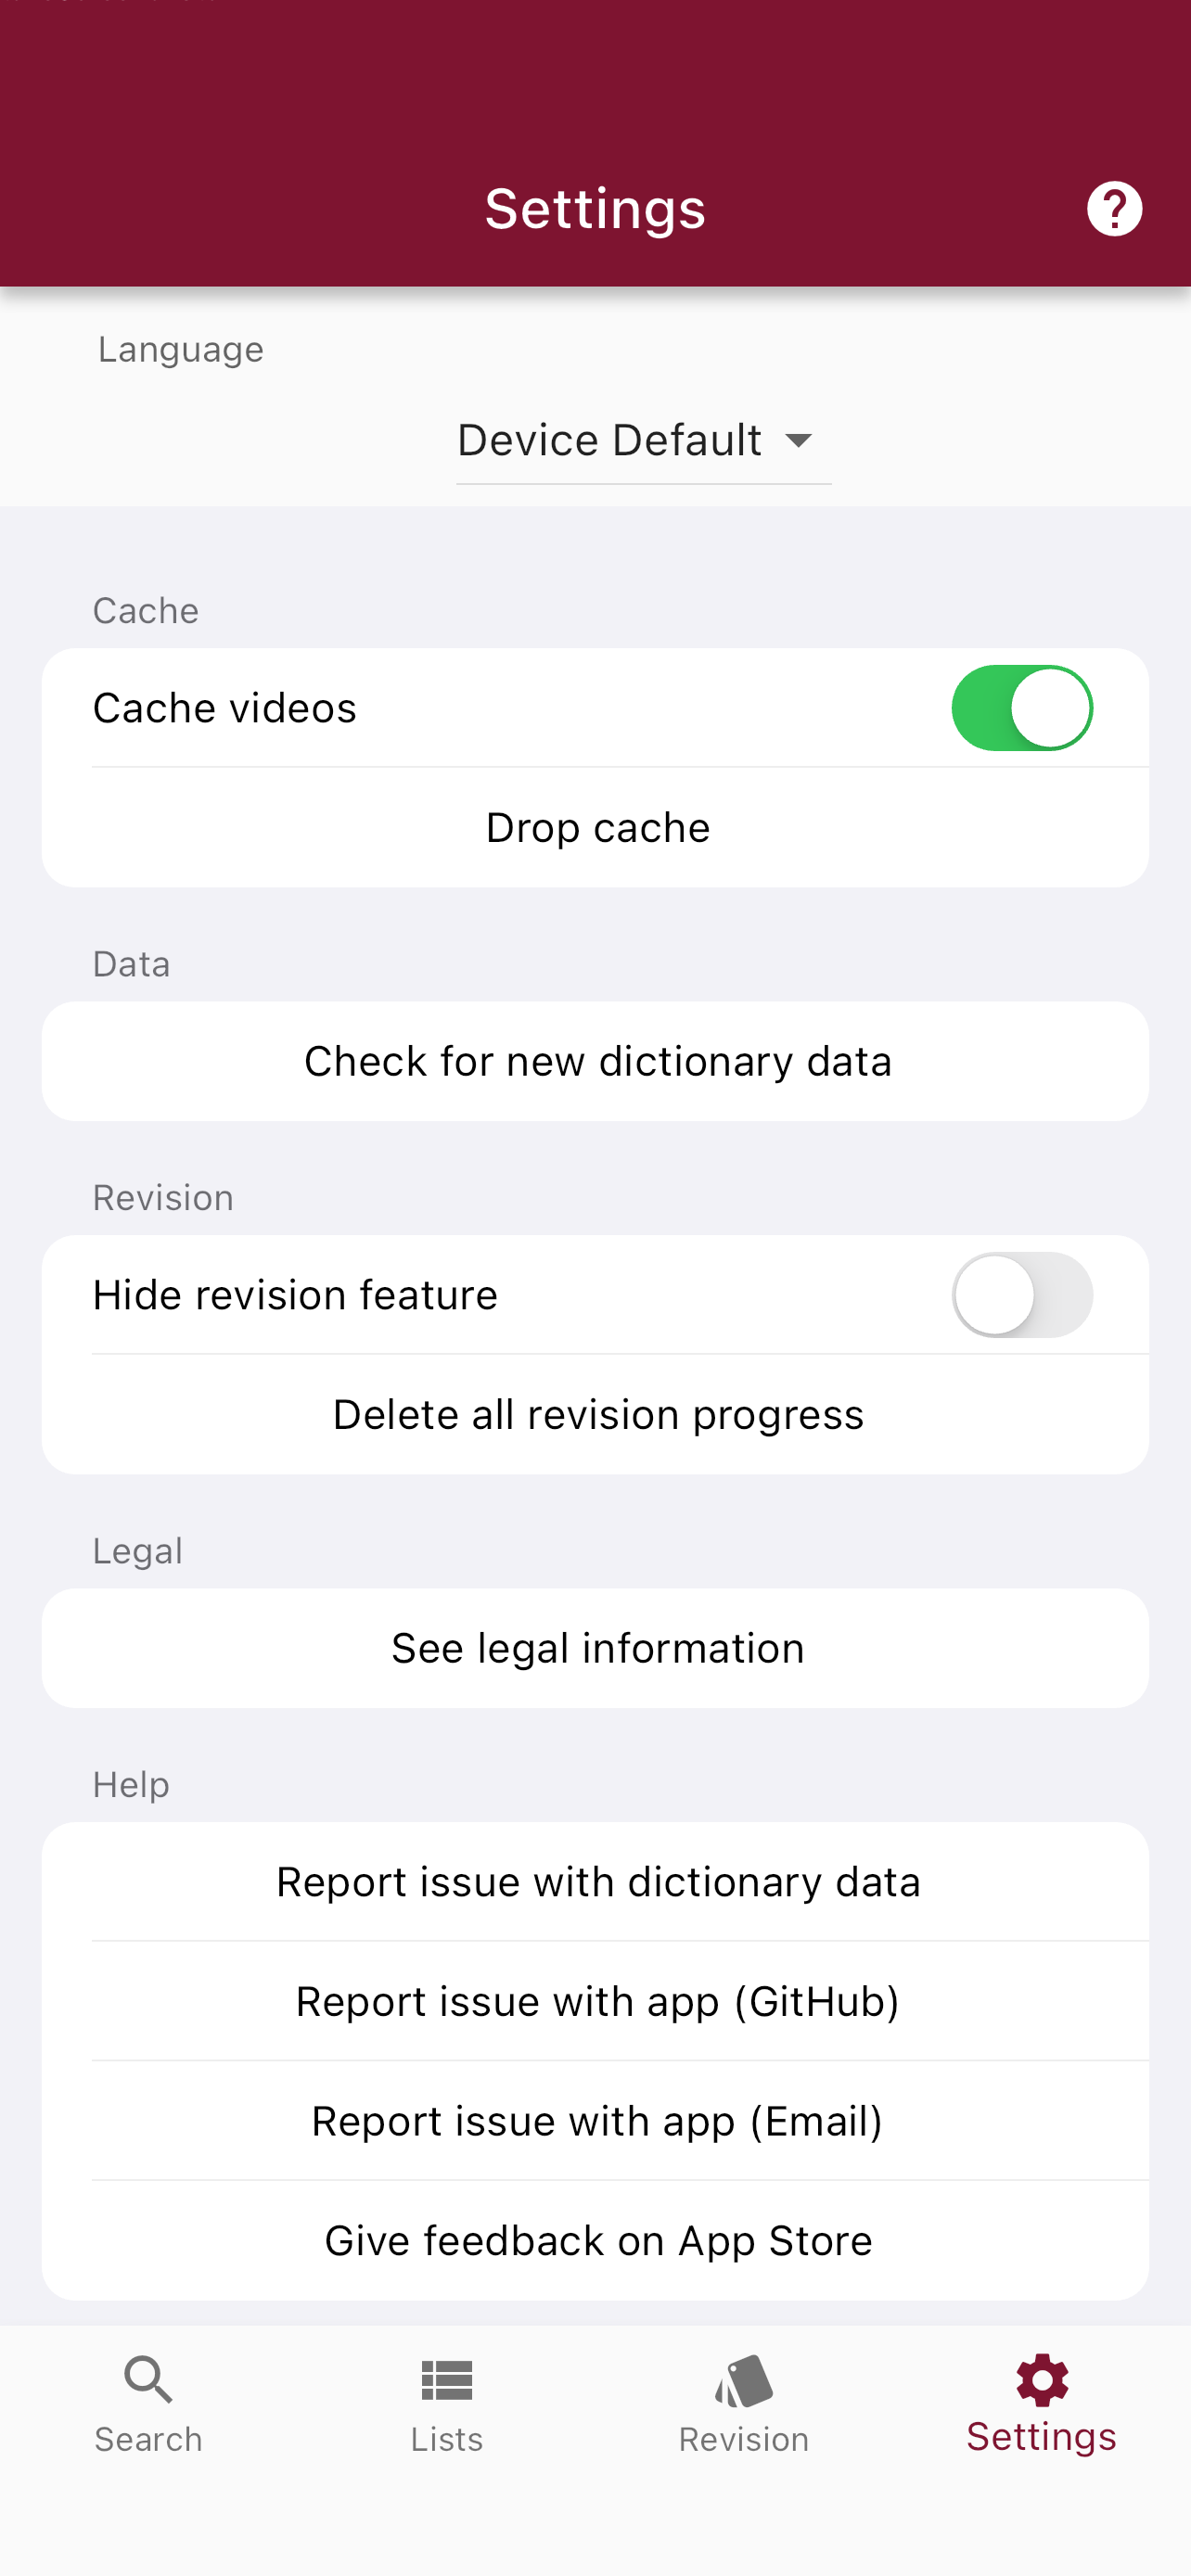 Settings
Language
Device Default
Cache
Cache videos
Drop cache
Data
Check for new dictionary data
Revision
Hide revision feature
Delete all revision progress
Legal
See legal information
Help
Report issue with dictionary data
Report issue with app (GitHub)
Report issue with app (Email)
Give feedback on App Store
Search
Lists
Revision
Settings